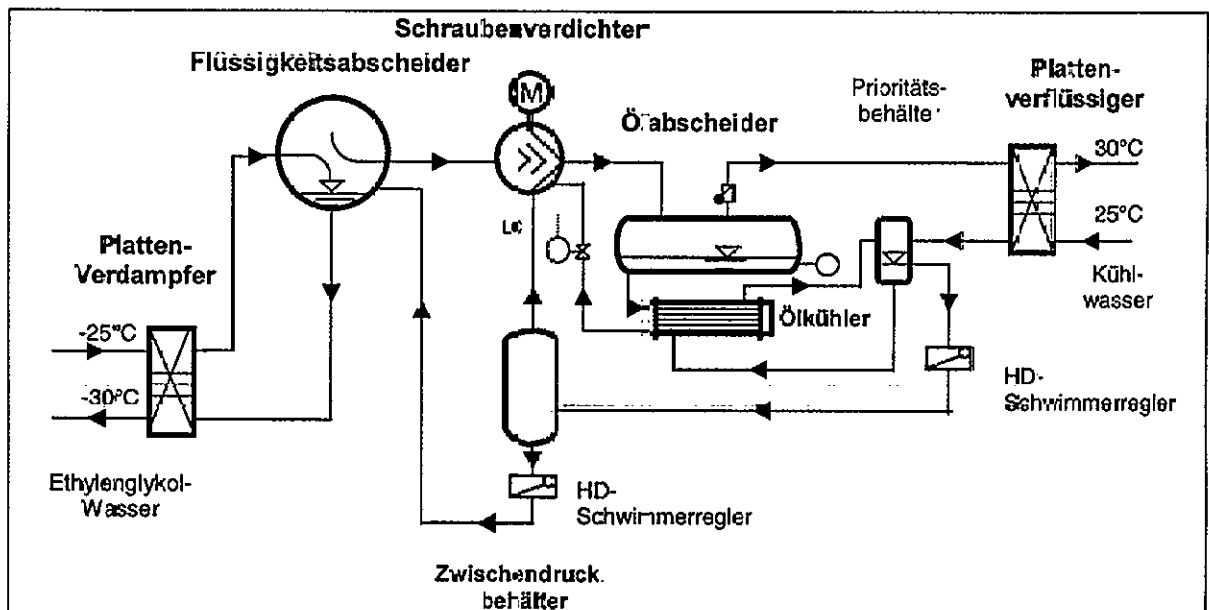 Schraubenverdichter
Flüssigkeitsabscheider
M
Ölabscheider
Prioritäts-
behälter
Platten-
verflüssiger
30°C
25°C
Kühl-
wasser
Platten-
Verdampfer
-25°C
-30°C
Ethylenglykol-
Wasser
Ölkühler
HD-
Schwimmerregler
HD-
Schwimmerregler
Zwischendruck.
behälter